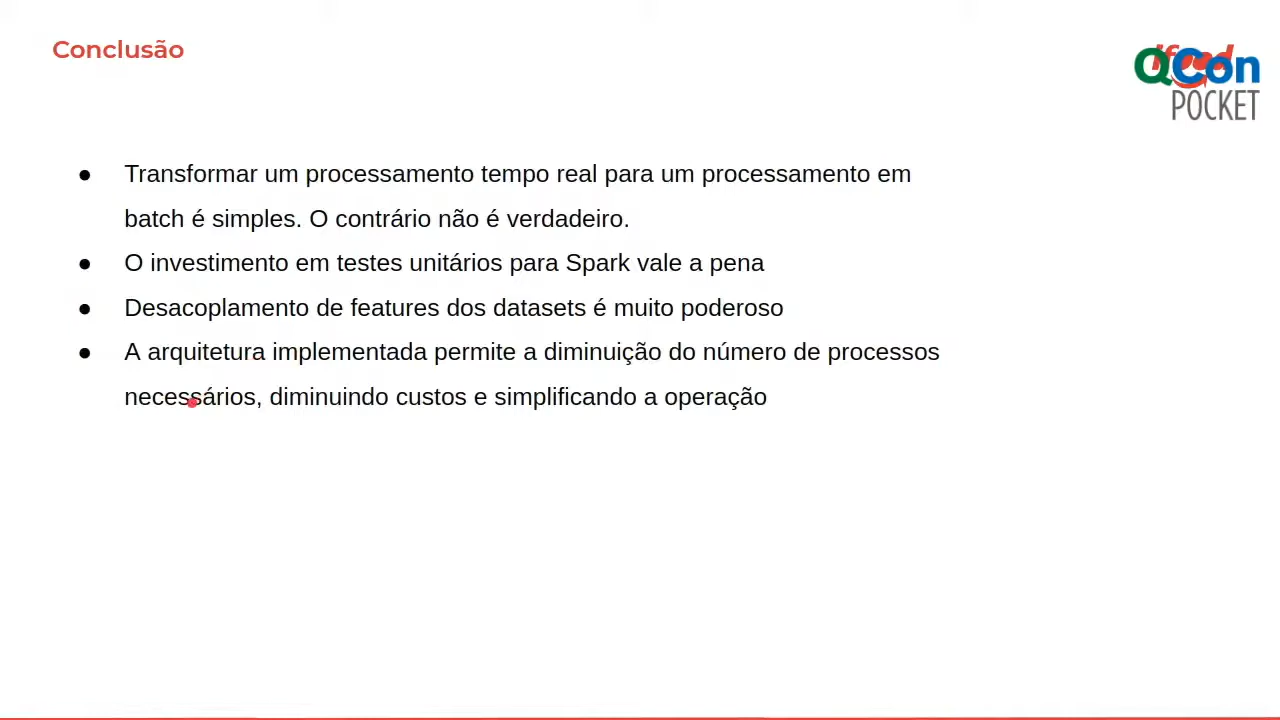 Conclusão
ifood
QCon
POCKET
● Transformar um processamento tempo real para um processamento em
batch é simples. O contrário não é verdadeiro.
● O investimento em testes unitários para Spark vale a pena
● Desacoplamento de features dos datasets é muito poderoso
● A arquitetura implementada permite a diminuição do número de processos
necessários, diminuindo custos e simplificando a operação